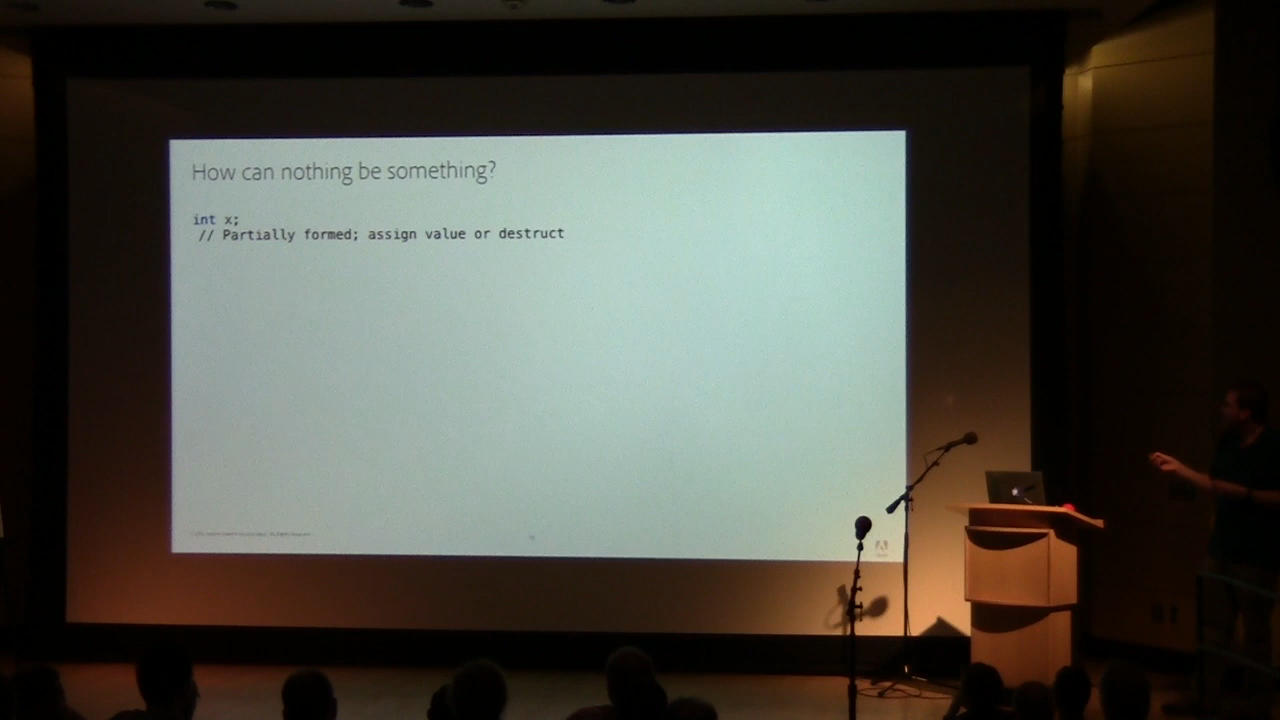 How can nothing be something?
int x;
// Partially formed; assign value or destruct